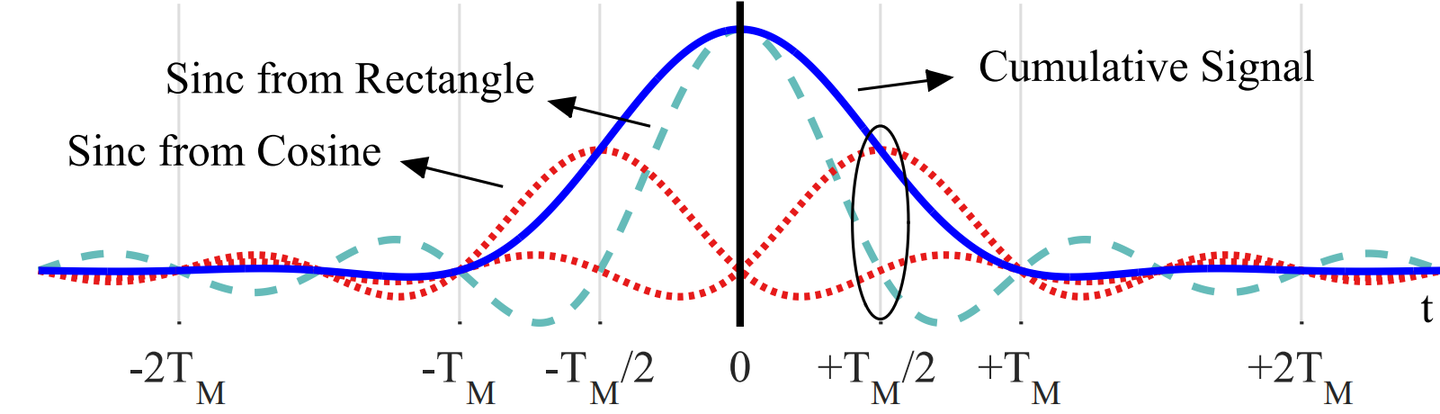 Cumulative Signal
Sinc from Rectangle
Sinc from Cosine
t
-2T_M -T_M -T_M/2 0 +T_M/2 +T_M +2T_M